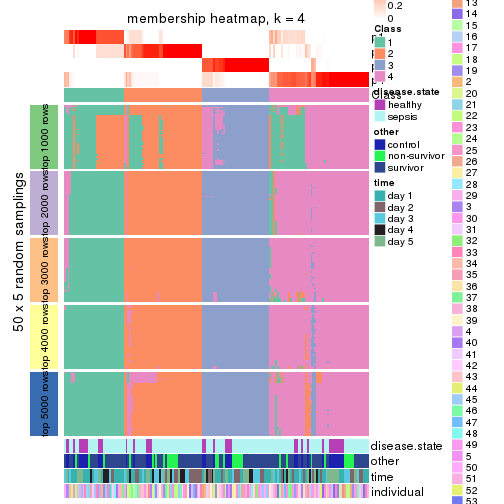 membership heatmap, k = 4
50 x 5 random samplings
top 1000 rows
top 2000 rows
top 3000 rows
top 4000 rows
top 5000 rows
p1
p4
Class
disease.state
other
time
individual
0.2
0
Class
1
2
3
4
disease.state
healthy
sepsis
other
control
non-survivor
survivor
time
day 1
day 2
day 3
day 4
day 5
13
14
15
16
17
18
19
2
20
21
22
23
24
25
26
27
28
29
3
30
31
32
33
34
35
36
37
38
39
4
40
41
42
43
44
45
46
47
48
49
5
50
51
52
53